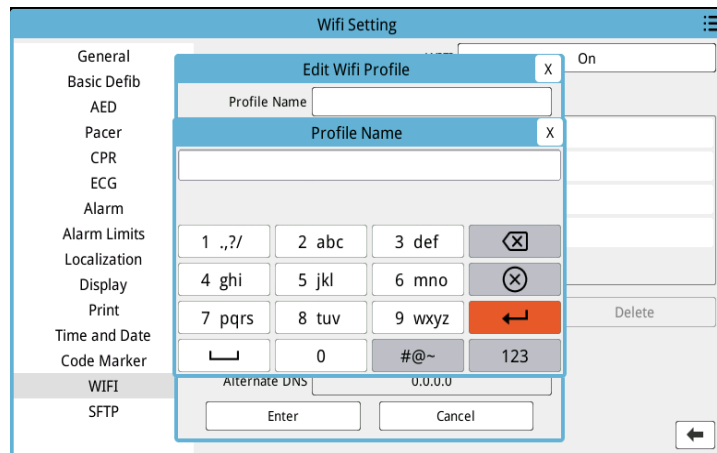 Wifi Setting
General
Basic Defib
AED
Pacer
CPR
ECG
Alarm
Alarm Limits
Localization
Display
Print
Time and Date
Code Marker
WIFI
SFTP
On
Edit Wifi Profile X
Profile Name
Profile Name X
1 .,?/ 2 abc 3 def
4 ghi 5 jkl 6 mno
7 pqrs 8 tuv 9 wxyz
0 #@~ 123
Alternate DNS 0.0.0.0
Enter Cancel
Delete